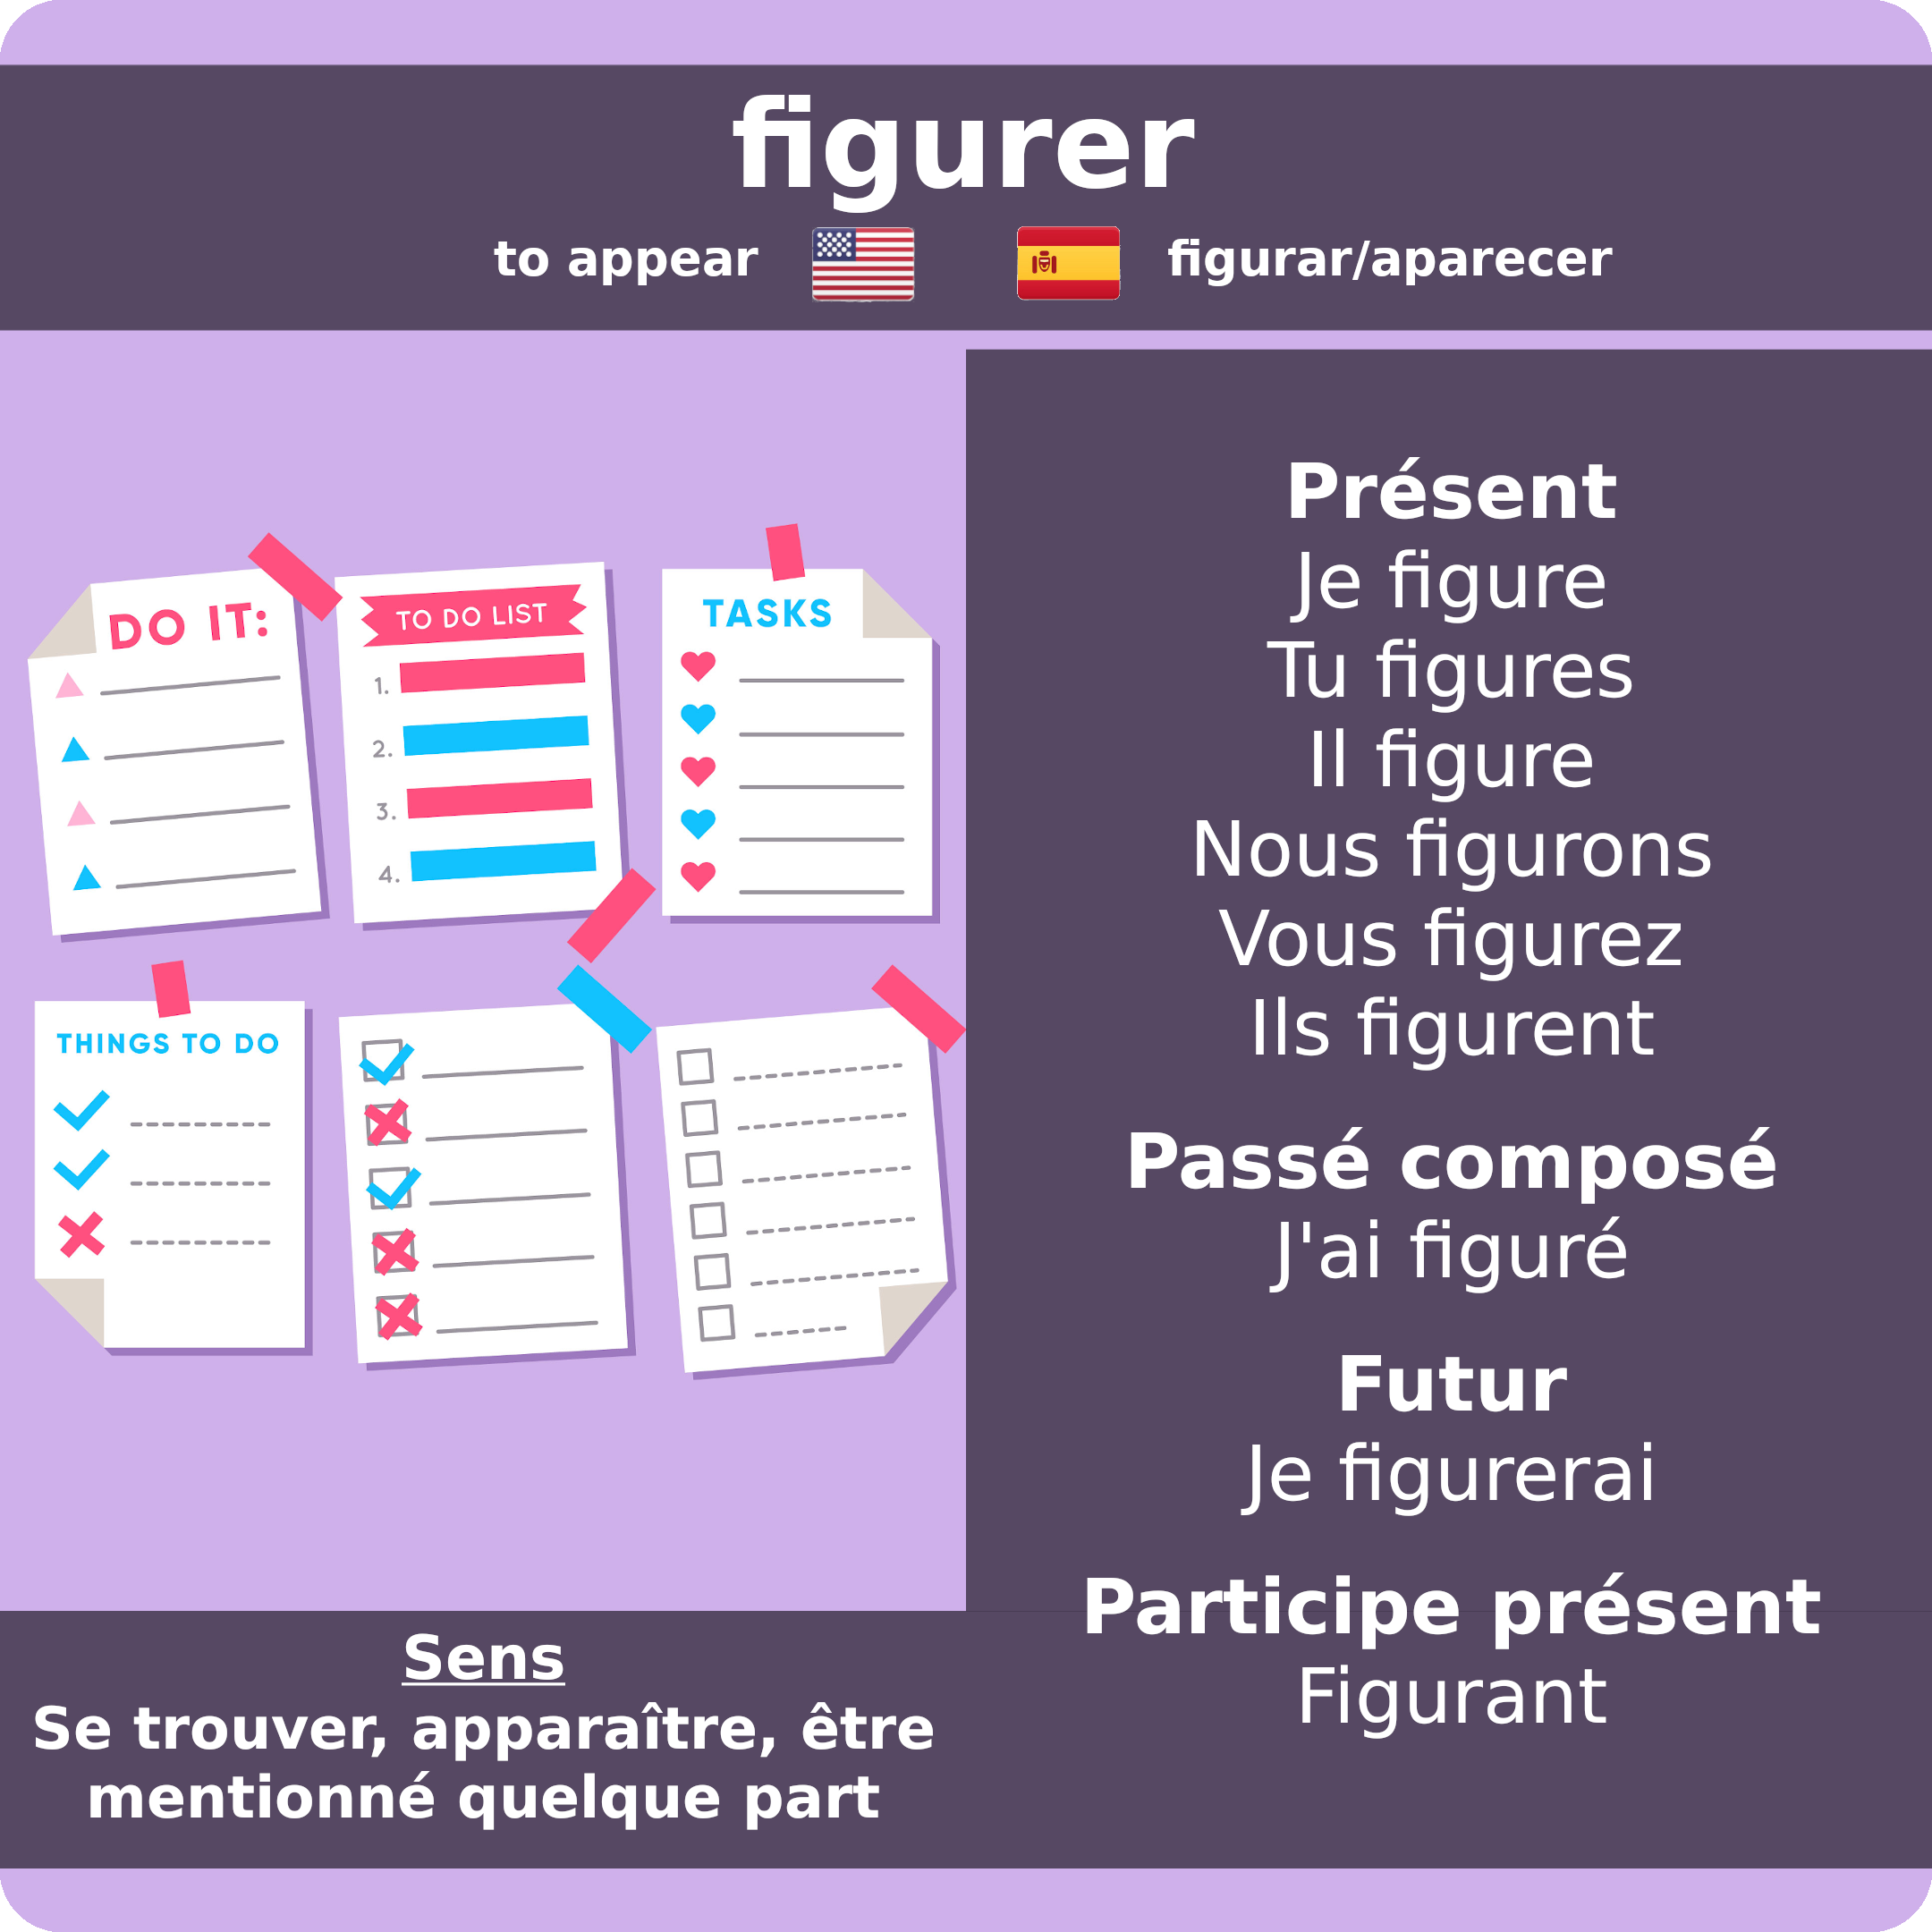 figurer
to appear
figurar/aparecer
DO IT:
TO DO LIST
1.
2.
3.
4.
TASKS
THINGS TO DO
Sens
Se trouver, apparaître, être
mentionné quelque part
Présent
Je figure
Tu figures
Il figure
Nous figurons
Vous figurez
Ils figurent
Passé composé
J'ai figuré
Futur
Je figurerai
Participe présent
Figurant